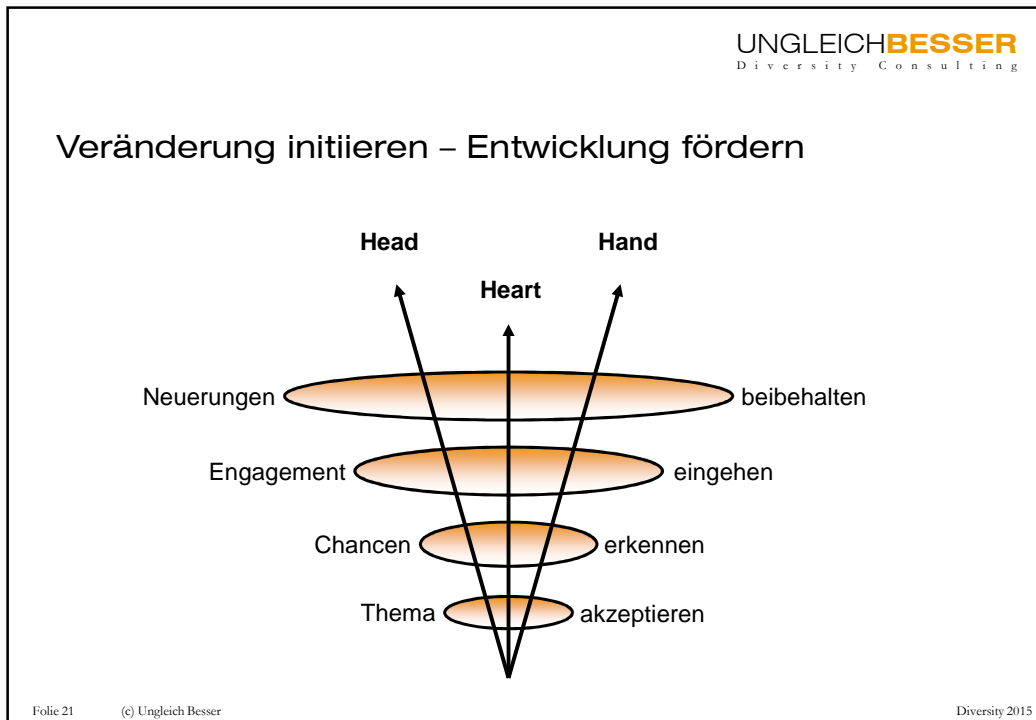 UNGLEICHBESSER
Diversity Consulting
Veränderung initiieren – Entwicklung fördern
Head Hand
Heart
Neuerungen beibehalten
Engagement eingehen
Chancen erkennen
Thema akzeptieren
Folie 21 (c) Ungleich Besser Diversity 2015